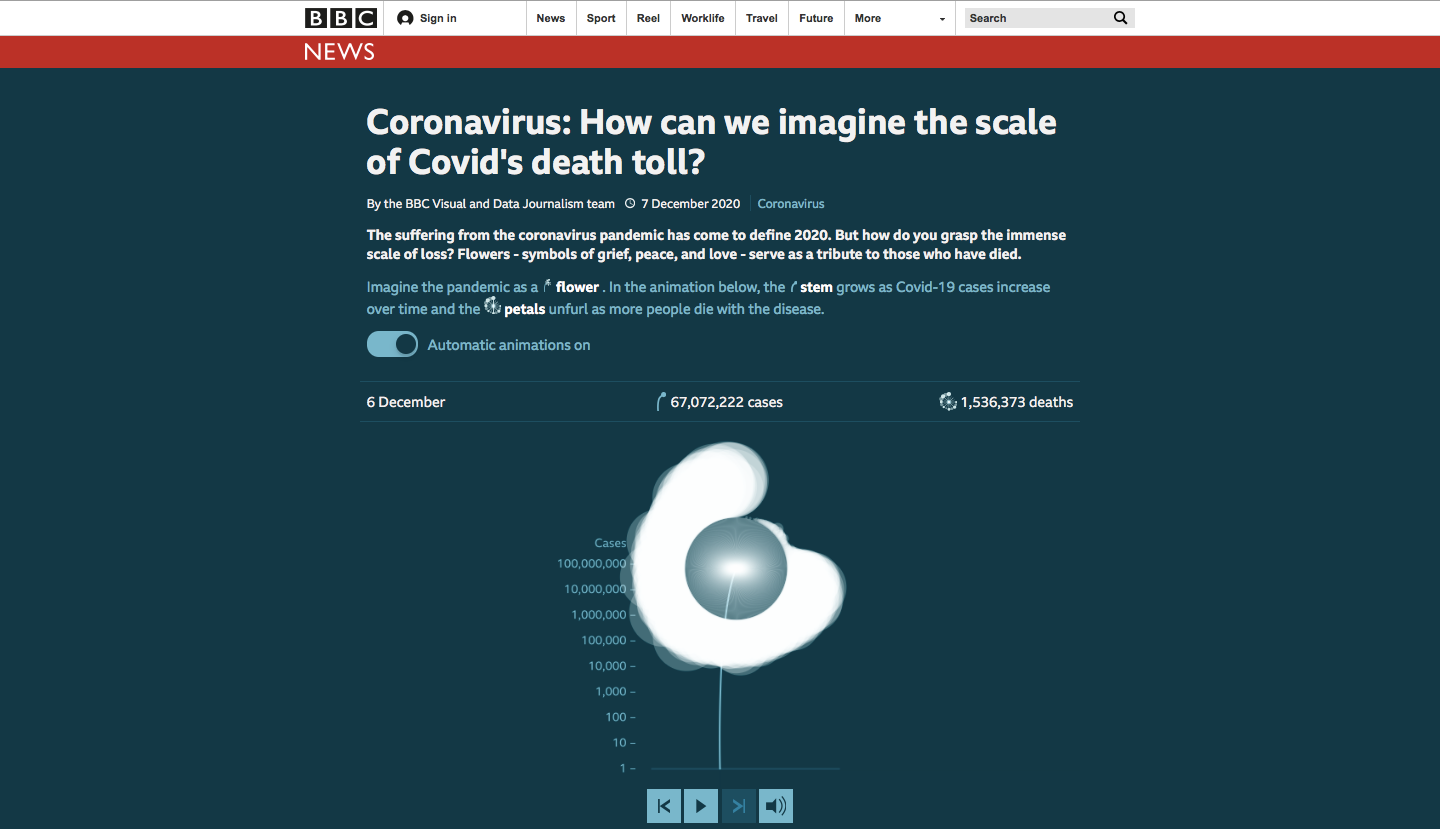 BBC Sign in News Sport Reel Worklife Travel Future More Search
NEWS
Coronavirus: How can we imagine the scale
of Covid's death toll?
By the BBC Visual and Data Journalism team 7 December 2020 Coronavirus
The suffering from the coronavirus pandemic has come to define 2020. But how do you grasp the immense
scale of loss? Flowers - symbols of grief, peace, and love - serve as a tribute to those who have died.
Imagine the pandemic as a flower . In the animation below, the stem grows as Covid-19 cases increase
over time and the petals unfurl as more people die with the disease.
Automatic animations on
6 December 67,072,222 cases 1,536,373 deaths
Cases
100,000,000
10,000,000
1,000,000
100,000
10,000
1,000
100
10
1